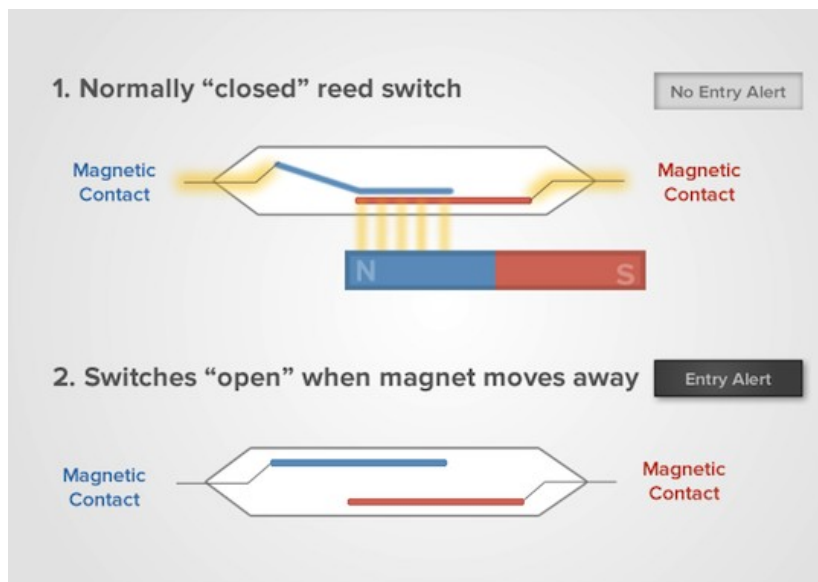 1. Normally “closed” reed switch
No Entry Alert
Magnetic
Contact
Magnetic
Contact
N
S
2. Switches “open” when magnet moves away
Entry Alert
Magnetic
Contact
Magnetic
Contact